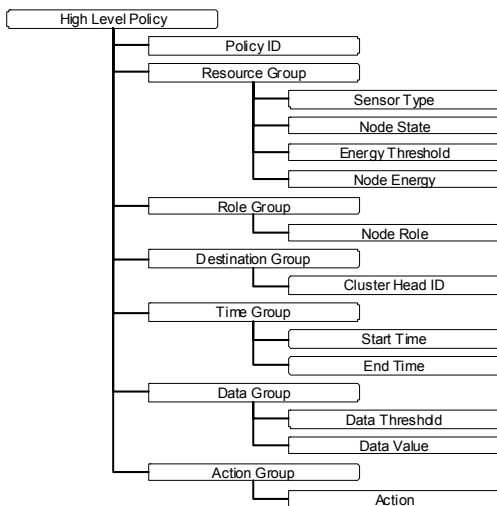 High Level Policy
Policy ID
Resource Group
Sensor Type
Node State
Energy Threshold
Node Energy
Role Group
Node Role
Destination Group
Cluster Head ID
Time Group
Start Time
End Time
Data Group
Data Threshold
Data Value
Action Group
Action